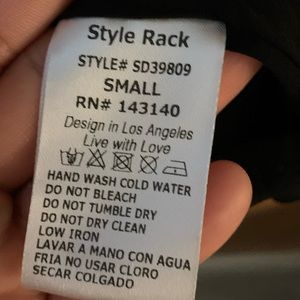 Style Rack
STYLE# SD39809
SMALL
RN# 143140
Design in Los Angeles
Live with Love
HAND WASH COLD WATER
DO NOT BLEACH
DO NOT TUMBLE DRY
DO NOT DRY CLEAN
LOW IRON
LAVAR A MANO CON AGUA
FRIA NO USAR CLORO
SECAR COLGADO